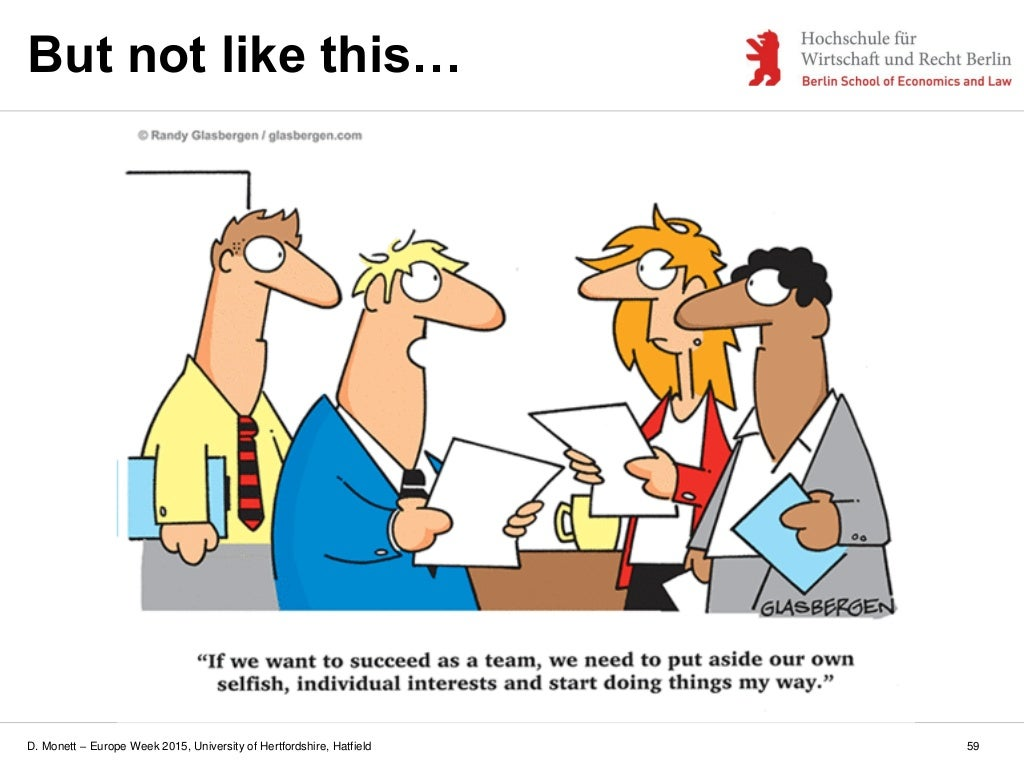 But not like this…
Hochschule für
Wirtschaft und Recht Berlin
Berlin School of Economics and Law
© Randy Glasbergen / glasbergen.com
GLASBERGEN
“If we want to succeed as a team, we need to put aside our own
selfish, individual interests and start doing things my way.”
D. Monett – Europe Week 2015, University of Hertfordshire, Hatfield
59